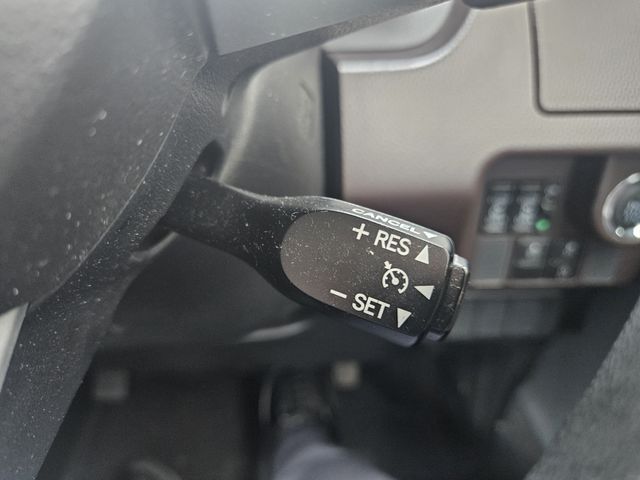 CANCEL ▼
+ RES ▲
◀
− SET ▼